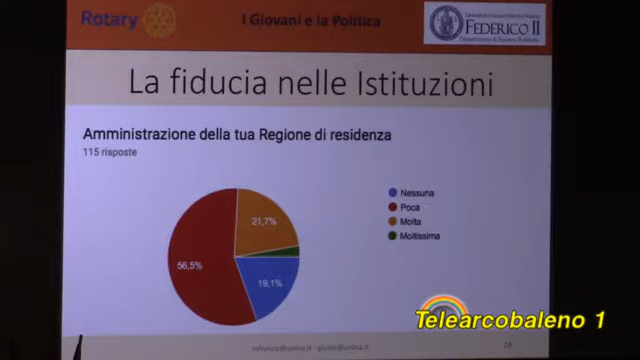 Rotary
I Giovani e la Politica
FEDERICO II
La fiducia nelle Istituzioni
Amministrazione della tua Regione di residenza
115 risposte
Nessuna
Poca
Molta
Moltissima
21,7%
56,5%
19,1%
Telearcobaleno 1
28